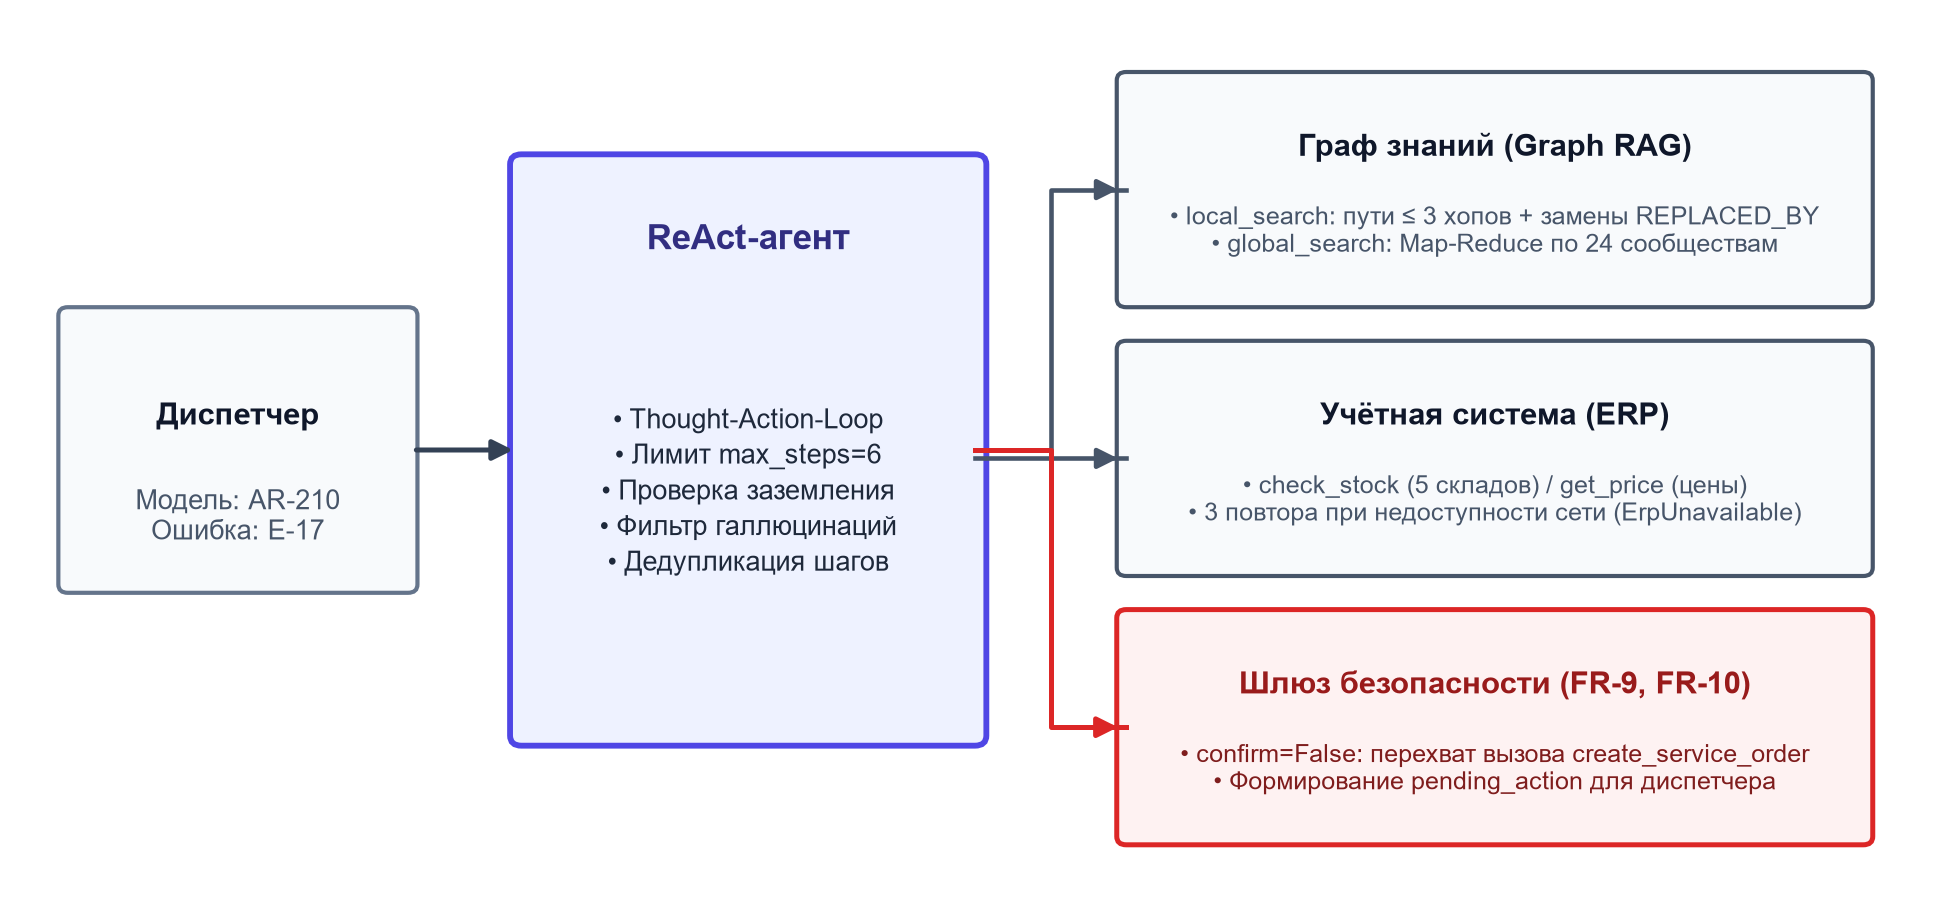 Диспетчер
Модель: AR-210
Ошибка: E-17
ReAct-агент
• Thought-Action-Loop
• Лимит max_steps=6
• Проверка заземления
• Фильтр галлюцинаций
• Дедупликация шагов
Граф знаний (Graph RAG)
• local_search: пути ≤ 3 хопов + замены REPLACED_BY
• global_search: Map-Reduce по 24 сообществам
Учётная система (ERP)
• check_stock (5 складов) / get_price (цены)
• 3 повтора при недоступности сети (ErpUnavailable)
Шлюз безопасности (FR-9, FR-10)
• confirm=False: перехват вызова create_service_order
• Формирование pending_action для диспетчера